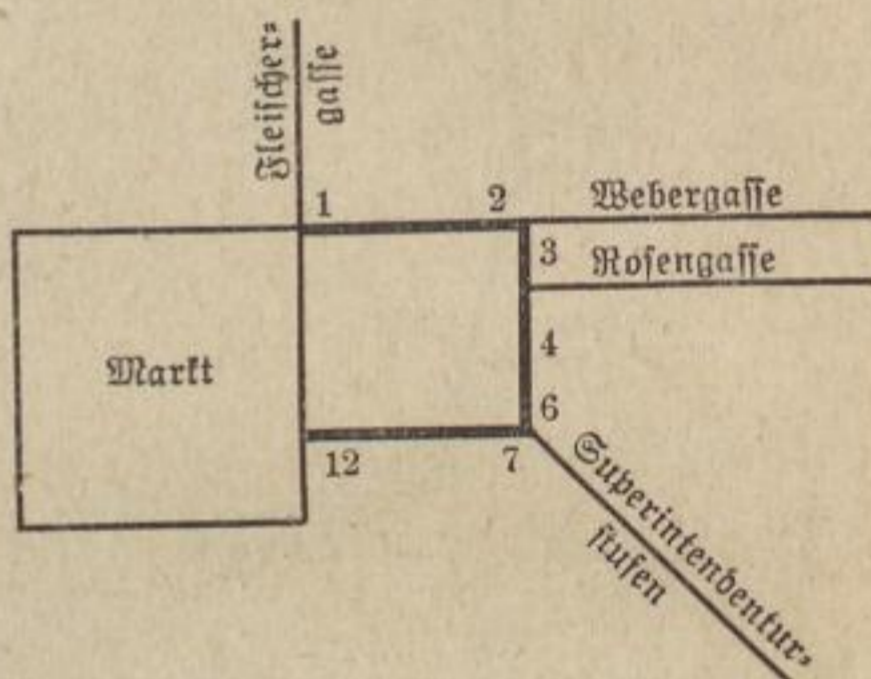 Fleischer-
gasse
1
2
Webergasse
3
Rosengasse
Markt
4
6
12
7
Superintendentur-
stufen